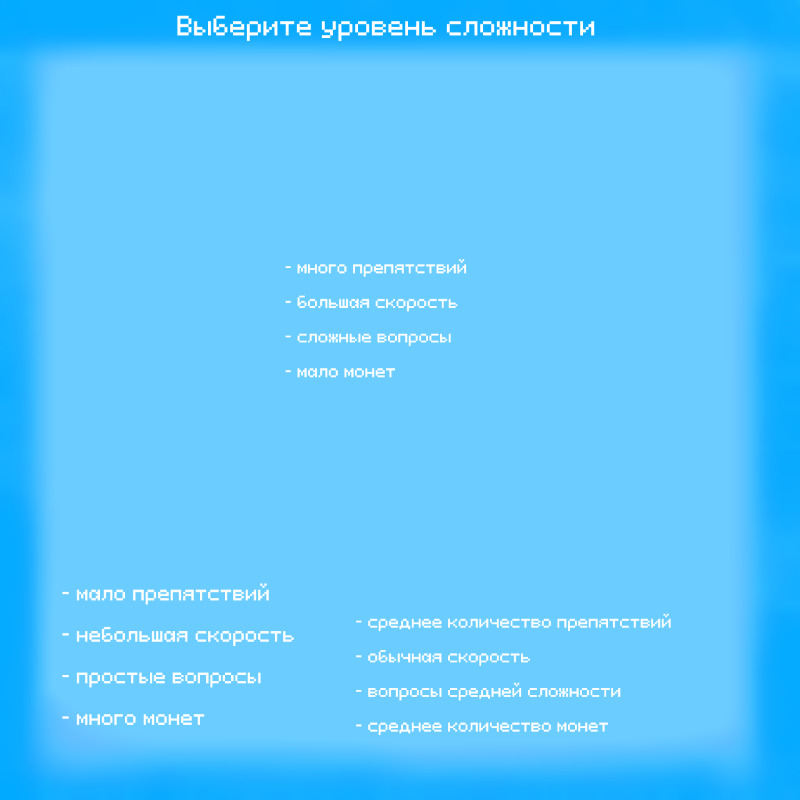 Выберите уровень сложности
- много препятствий
- большая скорость
- сложные вопросы
- мало монет
- мало препятствий
- небольшая скорость
- простые вопросы
- много монет
- среднее количество препятствий
- обычная скорость
- вопросы средней сложности
- среднее количество монет